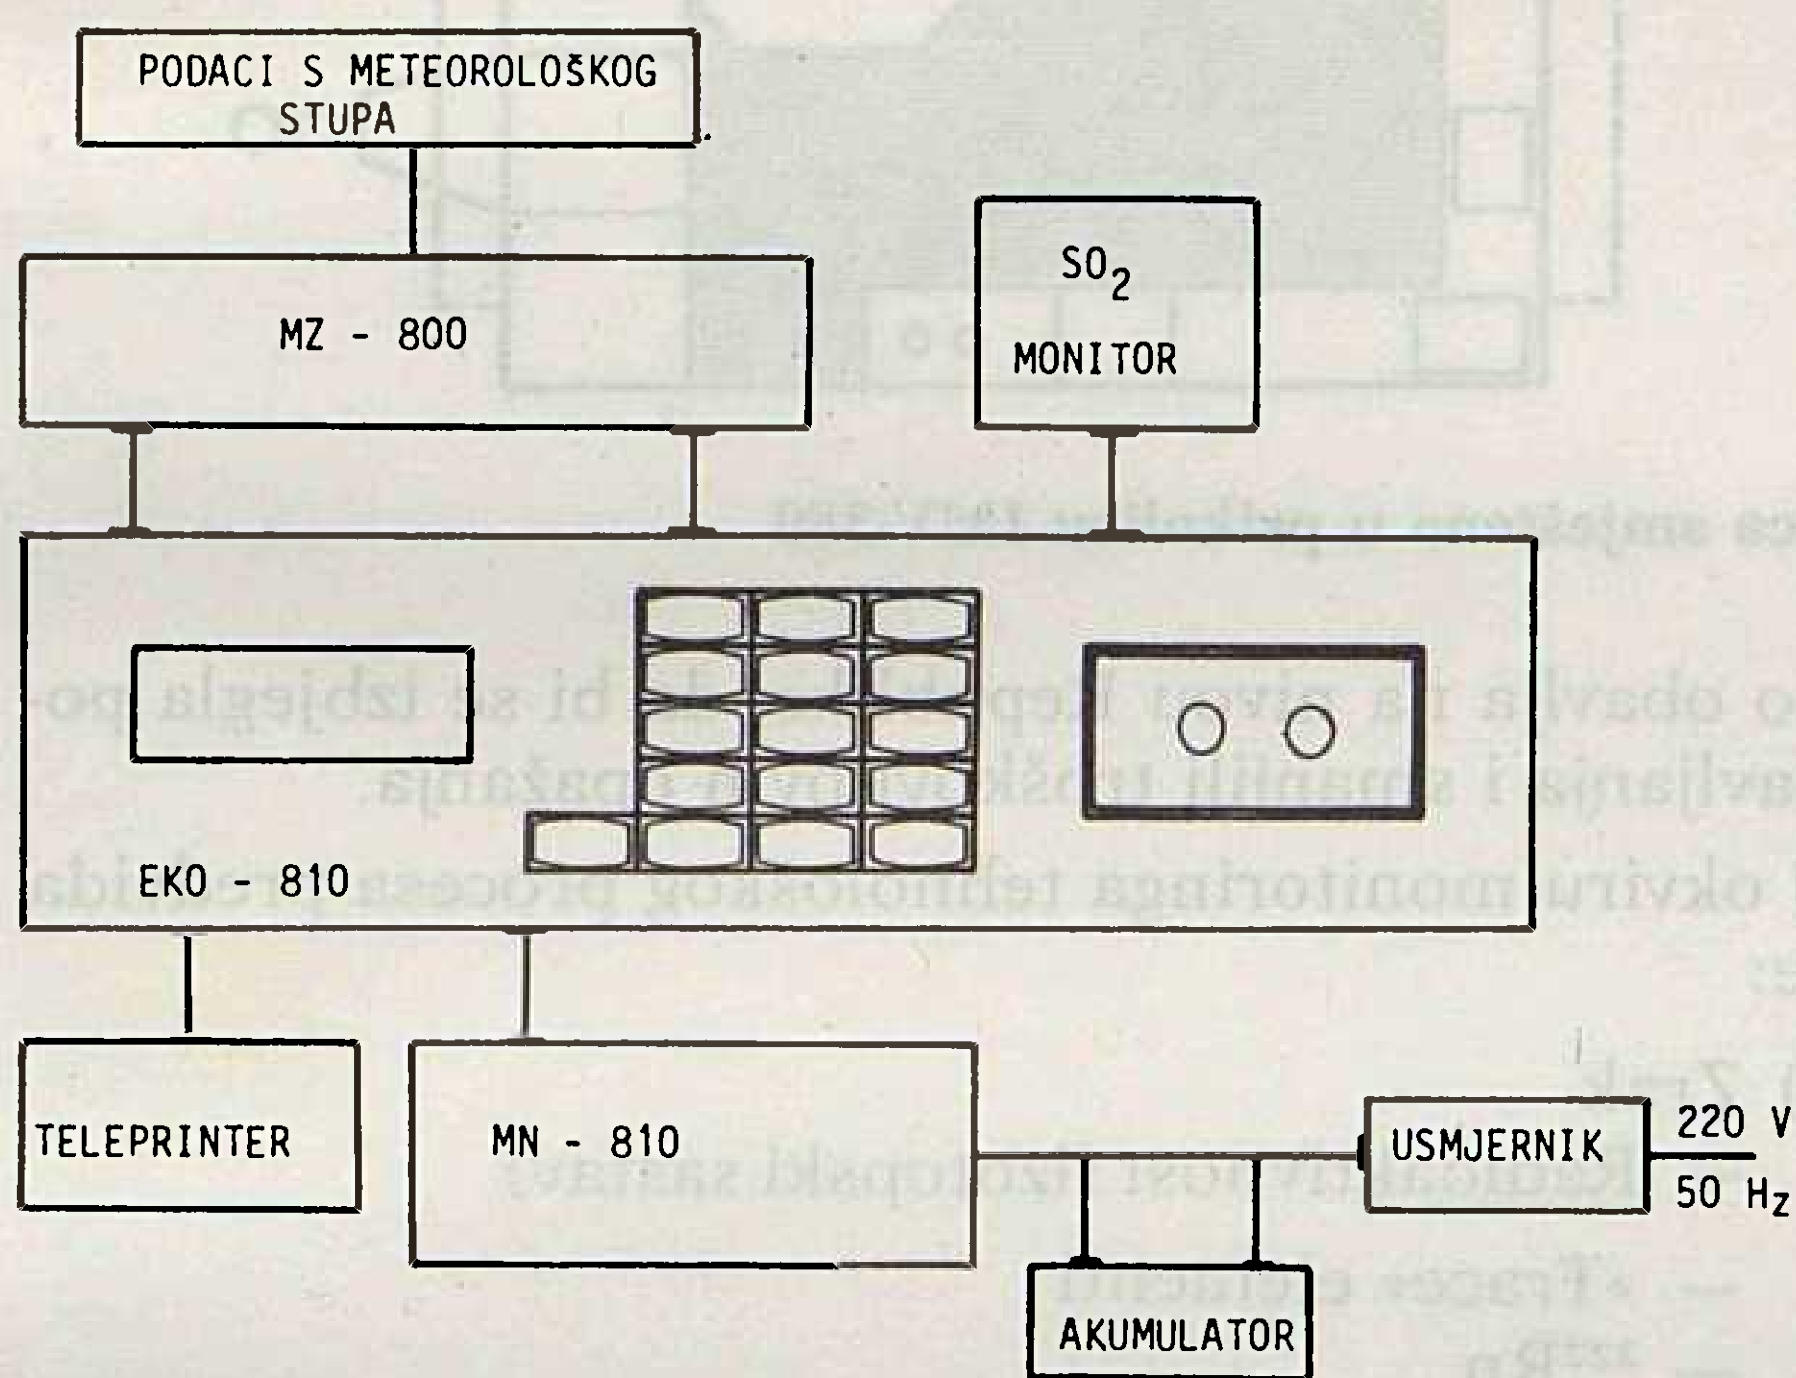 PODACI S METEOROLOŠKOG
STUPA
MZ - 800
SO₂
MONITOR
EKO - 810
TELEPRINTER
MN - 810
USMJERNIK
220 V
50 Hz
AKUMULATOR